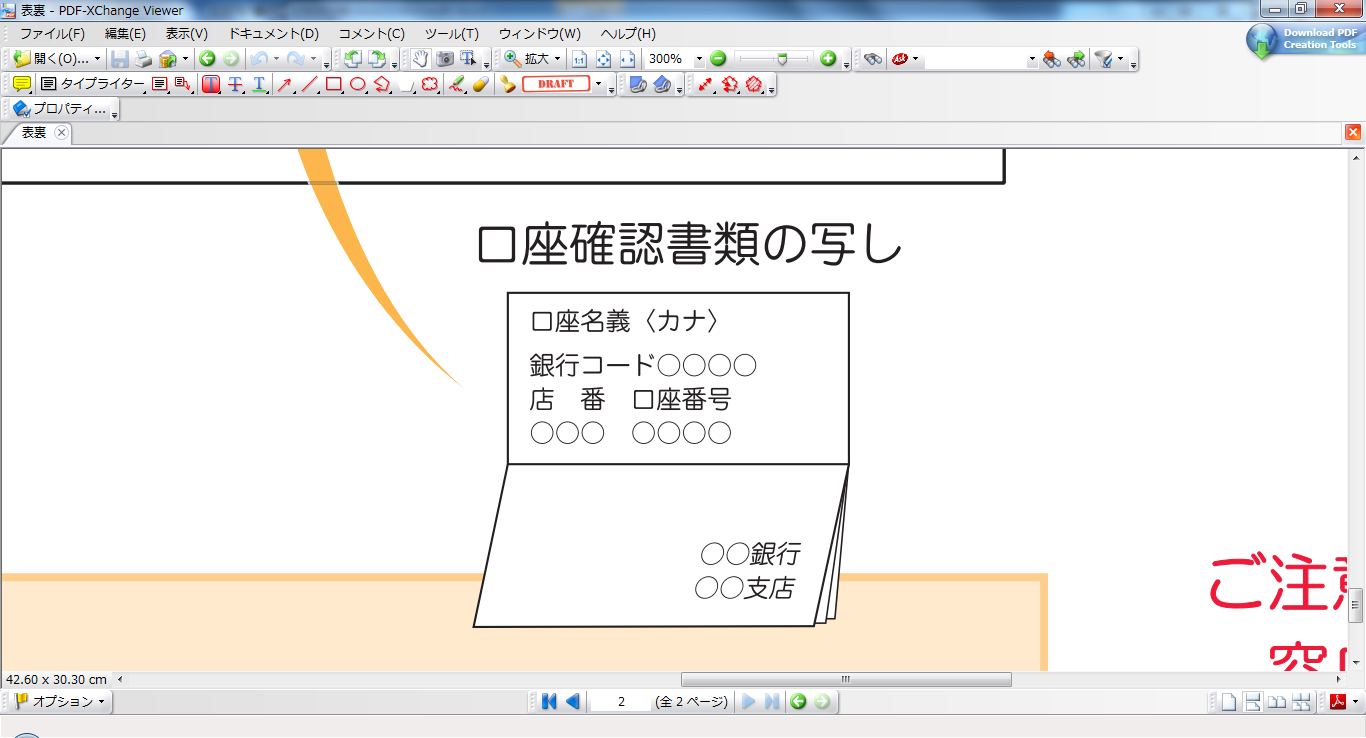 表裏 - PDF-XChange Viewer
ファイル(F) 編集(E) 表示(V) ドキュメント(D) コメント(C) ツール(T) ウィンドウ(W) ヘルプ(H)
Download PDF
Creation Tools
開く(O)... 拡大 300%
タイプライター DRAFT
プロパティ...
表裏
口座確認書類の写し
口座名義〈カナ〉
銀行コード○○○○
店 番 口座番号
○○○ ○○○○
○○銀行
○○支店
ご注意
42.60 x 30.30 cm
オプション 2 (全 2 ページ)